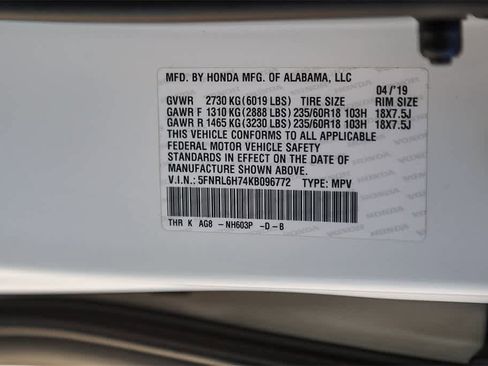 MFD. BY HONDA MFG. OF ALABAMA, LLC 04/'19
GVWR 2730 KG (6019 LBS) TIRE SIZE RIM SIZE
GAWR F 1310 KG (2888 LBS) 235/60R18 103H 18X7.5J
GAWR R 1465 KG (3230 LBS) 235/60R18 103H 18X7.5J
THIS VEHICLE CONFORMS TO ALL APPLICABLE
FEDERAL MOTOR VEHICLE SAFETY
STANDARDS IN EFFECT ON THE DATE OF
MANUFACTURE SHOWN ABOVE.
V.I.N.: 5FNRL6H74KB096772 TYPE: MPV
THR K AG8 - NH603P -D-B